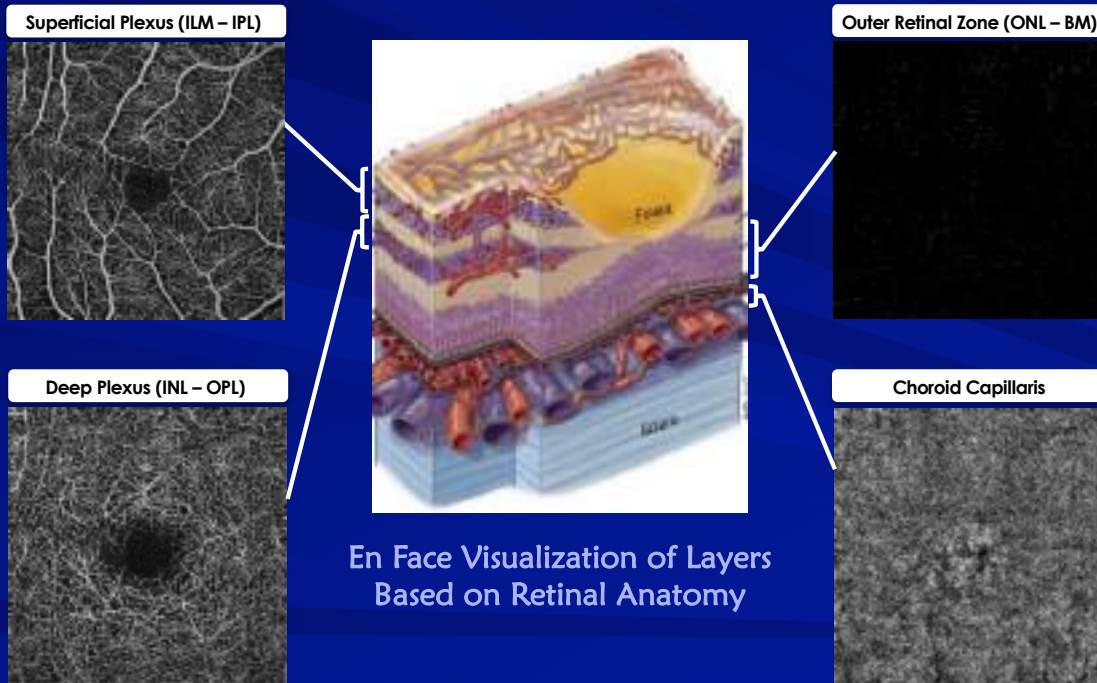 Superficial Plexus (ILM – IPL)
Outer Retinal Zone (ONL – BM)
Fovea
Deep Plexus (INL – OPL)
Choroid Capillaris
Sclera
En Face Visualization of Layers
Based on Retinal Anatomy